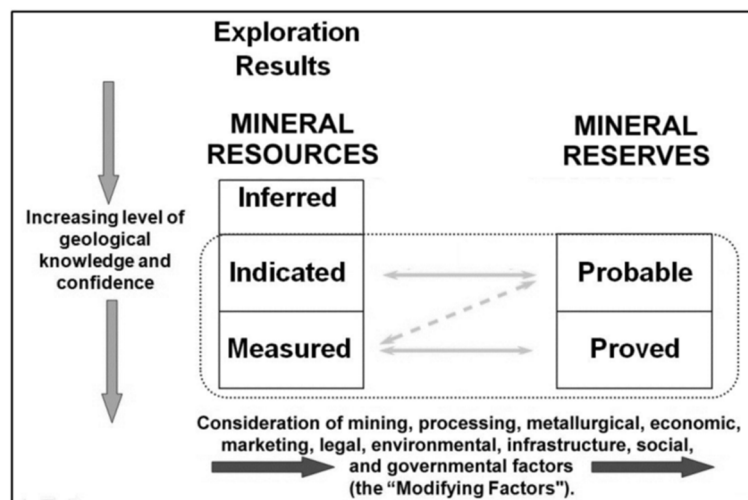 Exploration
Results
MINERAL
RESOURCES
MINERAL
RESERVES
Inferred
Increasing level of
geological
knowledge and
confidence
Indicated
Probable
Measured
Proved
Consideration of mining, processing, metallurgical, economic,
marketing, legal, environmental, infrastructure, social,
and governmental factors
(the “Modifying Factors").